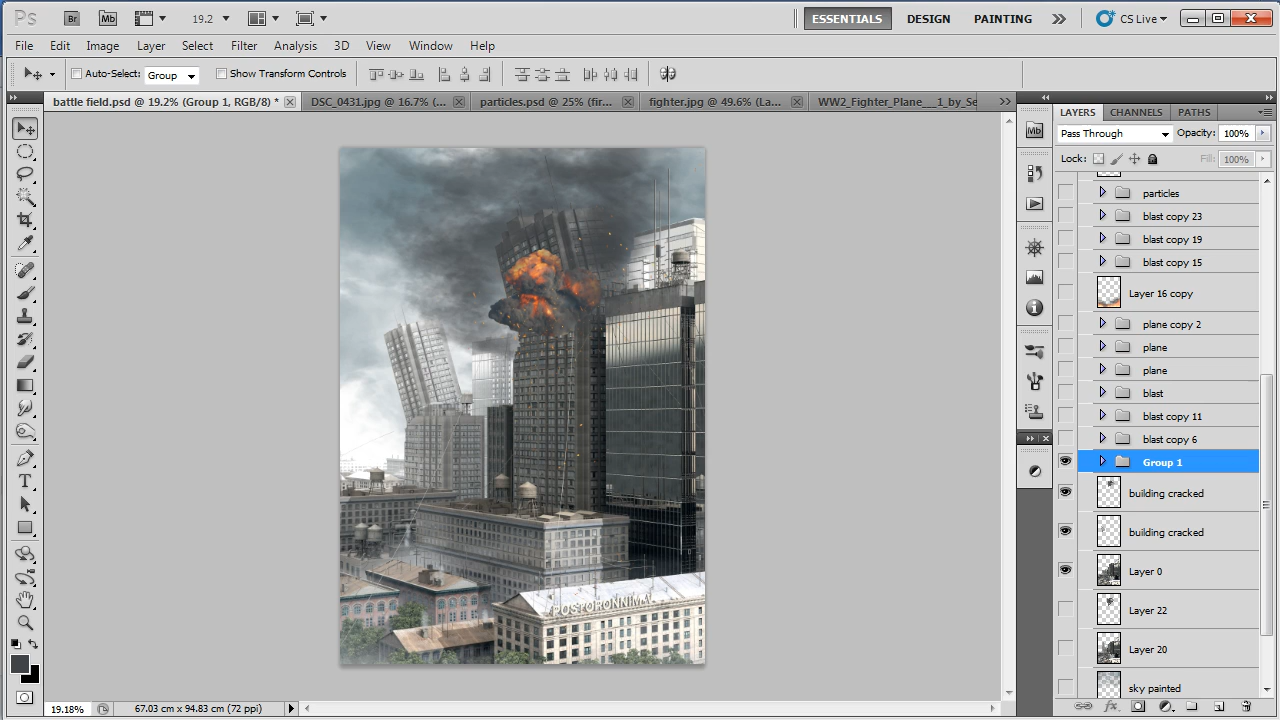 Ps Br Mb 19.2 ESSENTIALS DESIGN PAINTING CS Live
File Edit Image Layer Select Filter Analysis 3D View Window Help
Auto-Select: Group Show Transform Controls
battle field.psd @ 19.2% (Group 1, RGB/8) * DSC_0431.jpg @ 16.7% (... particles.psd @ 25% (fir... fighter.jpg @ 49.6% (La... WW2_Fighter_Plane___1_by_Se
LAYERS CHANNELS PATHS
Pass Through Opacity: 100%
Lock: Fill: 100%
particles
blast copy 23
blast copy 19
blast copy 15
Layer 16 copy
plane copy 2
plane
plane
blast
blast copy 11
blast copy 6
Group 1
building cracked
building cracked
Layer 0
Layer 22
Layer 20
sky painted
Mb
T
POSTORONNIMV
fx
19.18% 67.03 cm x 94.83 cm (72 ppi)